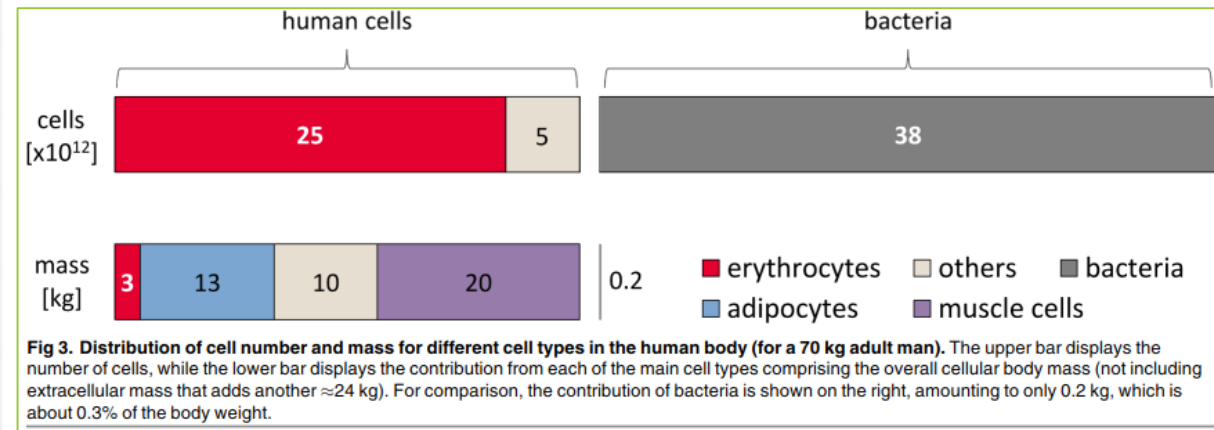 human cells bacteria
cells
[x10¹²]
25 5 38
mass
[kg]
3 13 10 20 0.2
erythrocytes others bacteria
adipocytes muscle cells
Fig 3. Distribution of cell number and mass for different cell types in the human body (for a 70 kg adult man). The upper bar displays the
number of cells, while the lower bar displays the contribution from each of the main cell types comprising the overall cellular body mass (not including
extracellular mass that adds another ≈24 kg). For comparison, the contribution of bacteria is shown on the right, amounting to only 0.2 kg, which is
about 0.3% of the body weight.